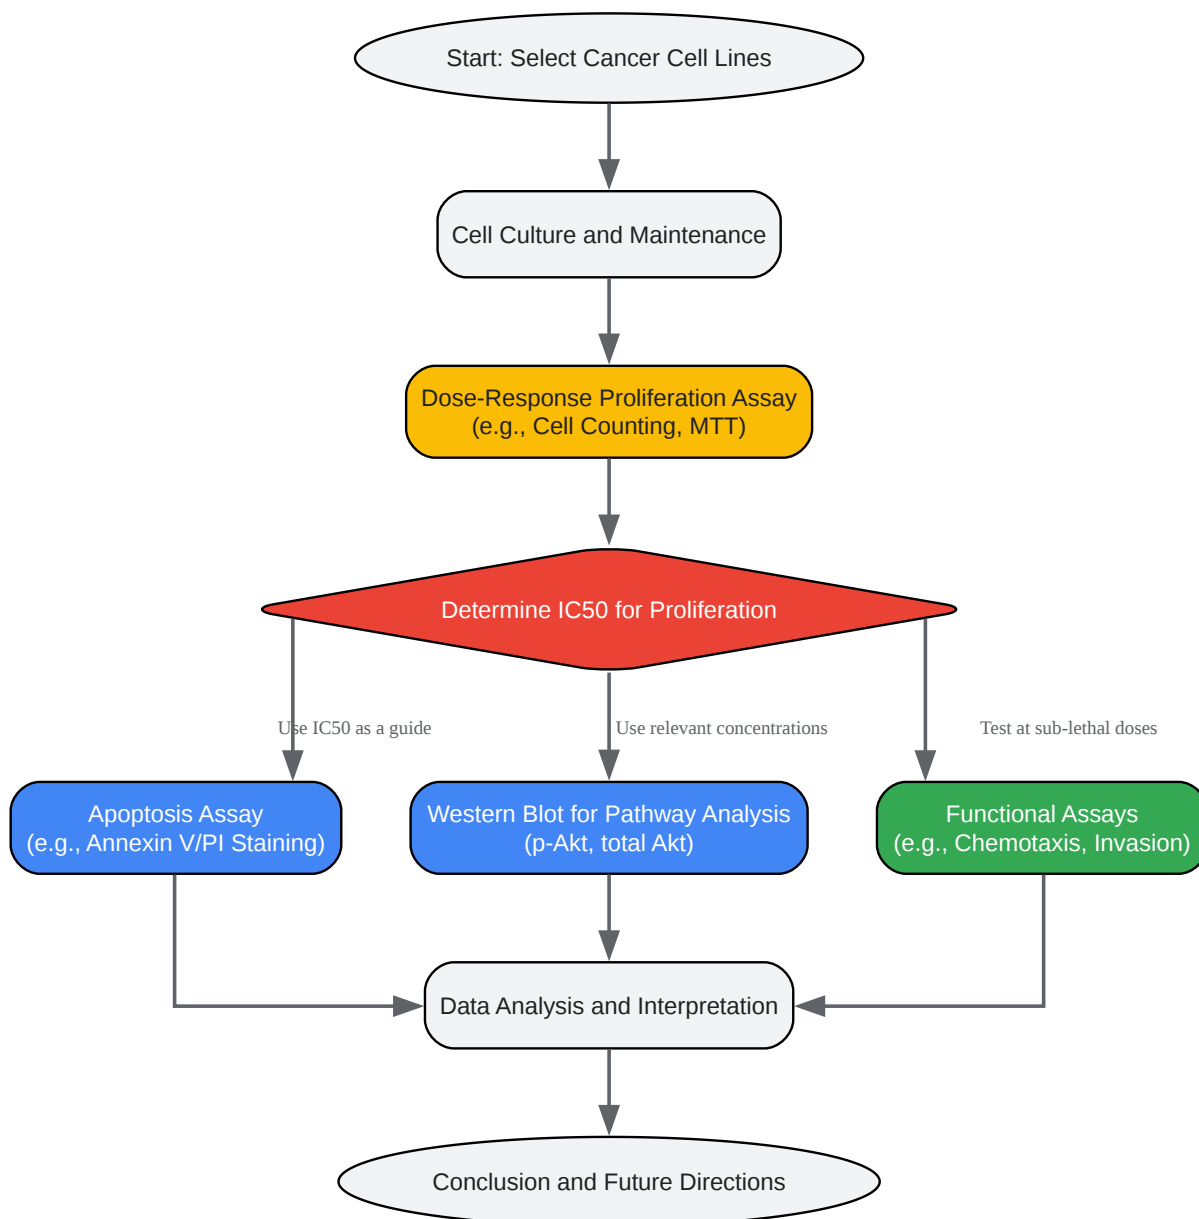 Start: Select Cancer Cell Lines
Cell Culture and Maintenance
Dose-Response Proliferation Assay
(e.g., Cell Counting, MTT)
Determine IC50 for Proliferation
Use IC50 as a guide
Use relevant concentrations
Test at sub-lethal doses
Apoptosis Assay
(e.g., Annexin V/PI Staining)
Western Blot for Pathway Analysis
(p-Akt, total Akt)
Functional Assays
(e.g., Chemotaxis, Invasion)
Data Analysis and Interpretation
Conclusion and Future Directions